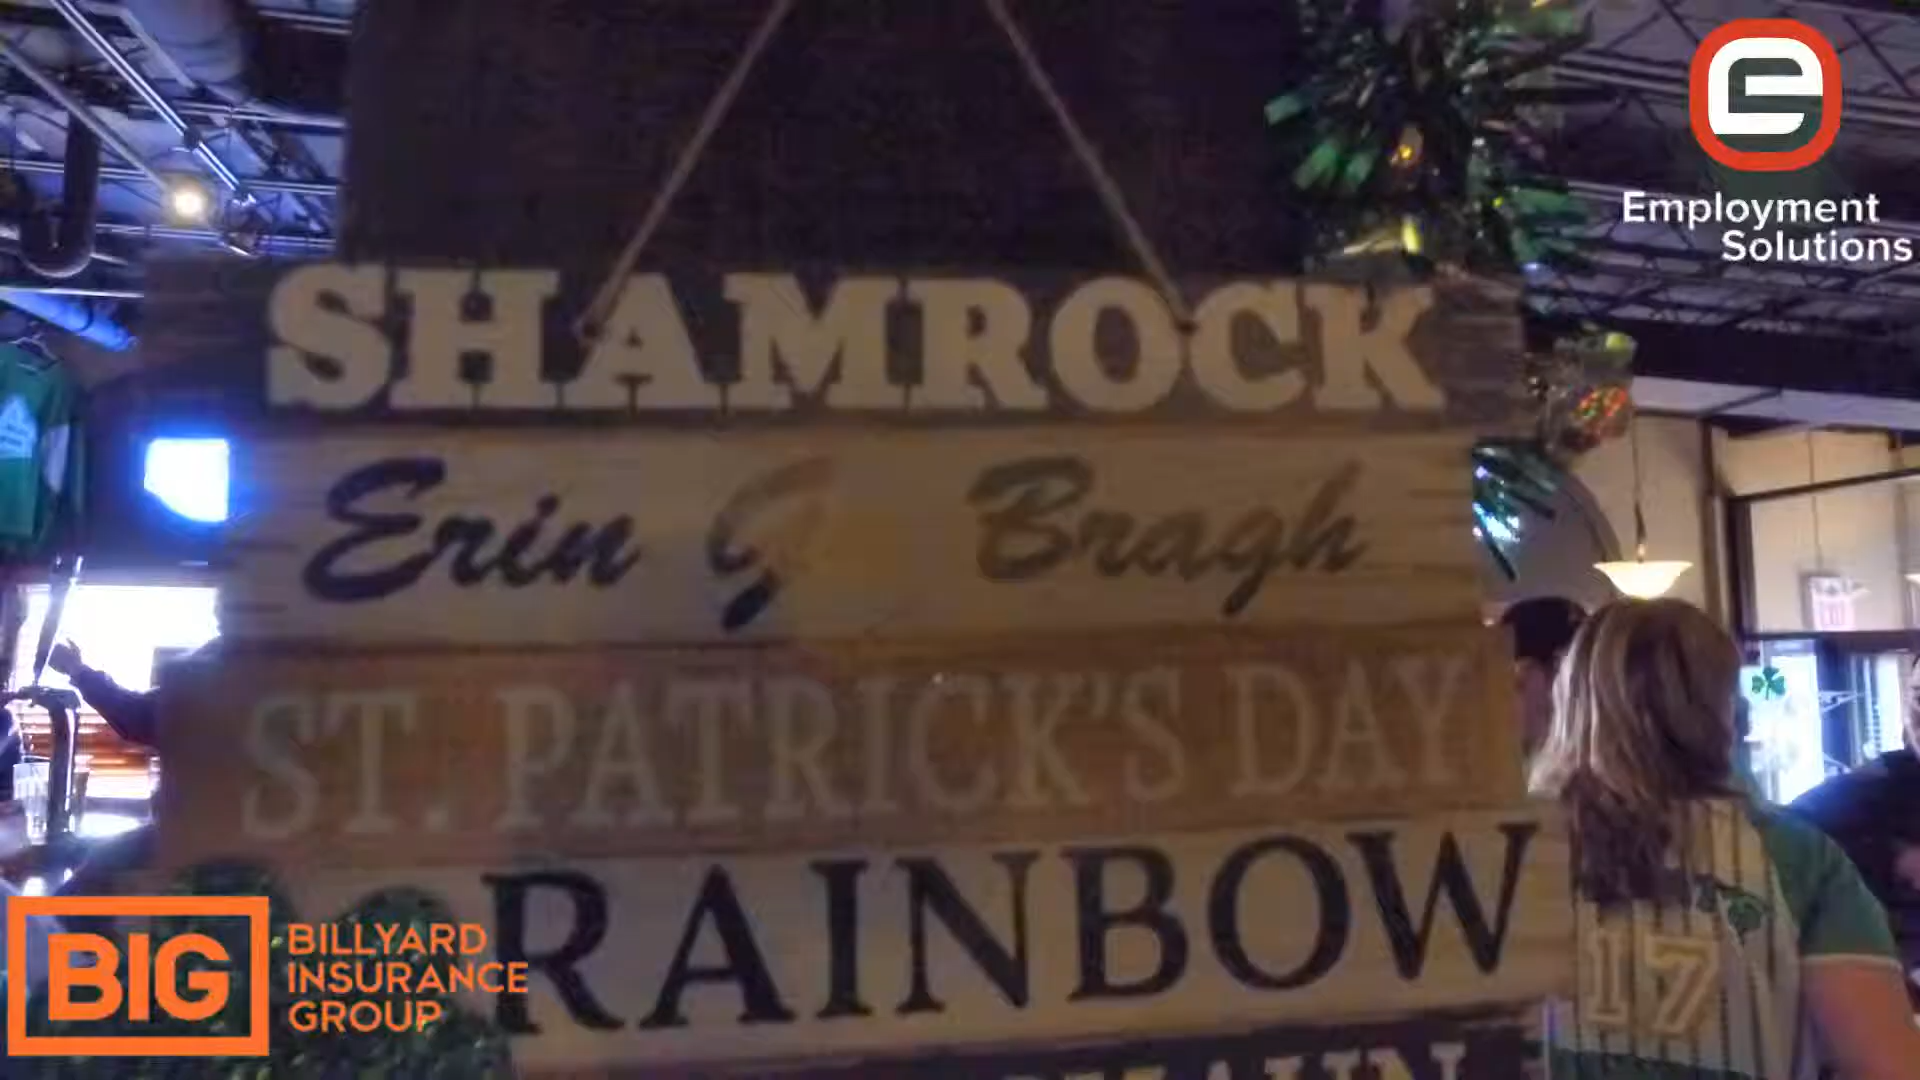 e
Employment
Solutions
SHAMROCK
Erin G Bragh
ST. PATRICK'S DAY
RAINBOW
BIG
BILLYARD
INSURANCE
GROUP
17